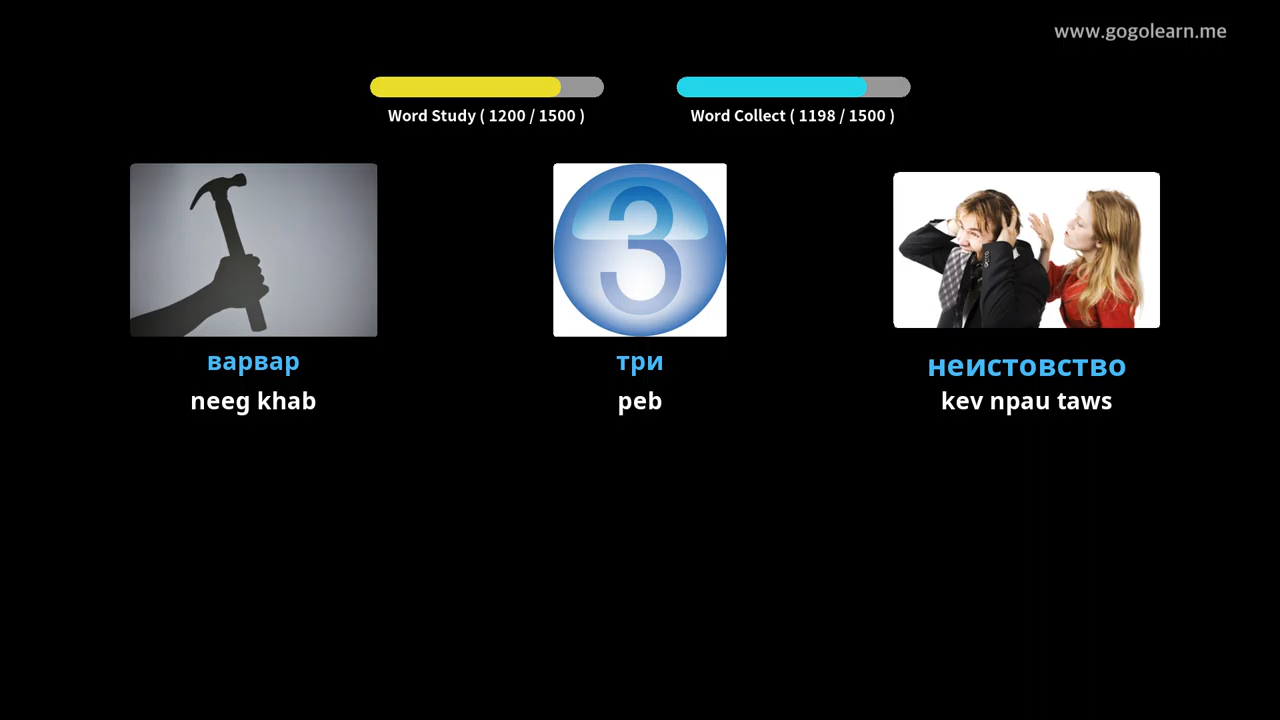 www.gogolearn.me
Word Study ( 1200 / 1500 )
Word Collect ( 1198 / 1500 )
3
варвар
три
неистовство
neeg khab
peb
kev npau taws